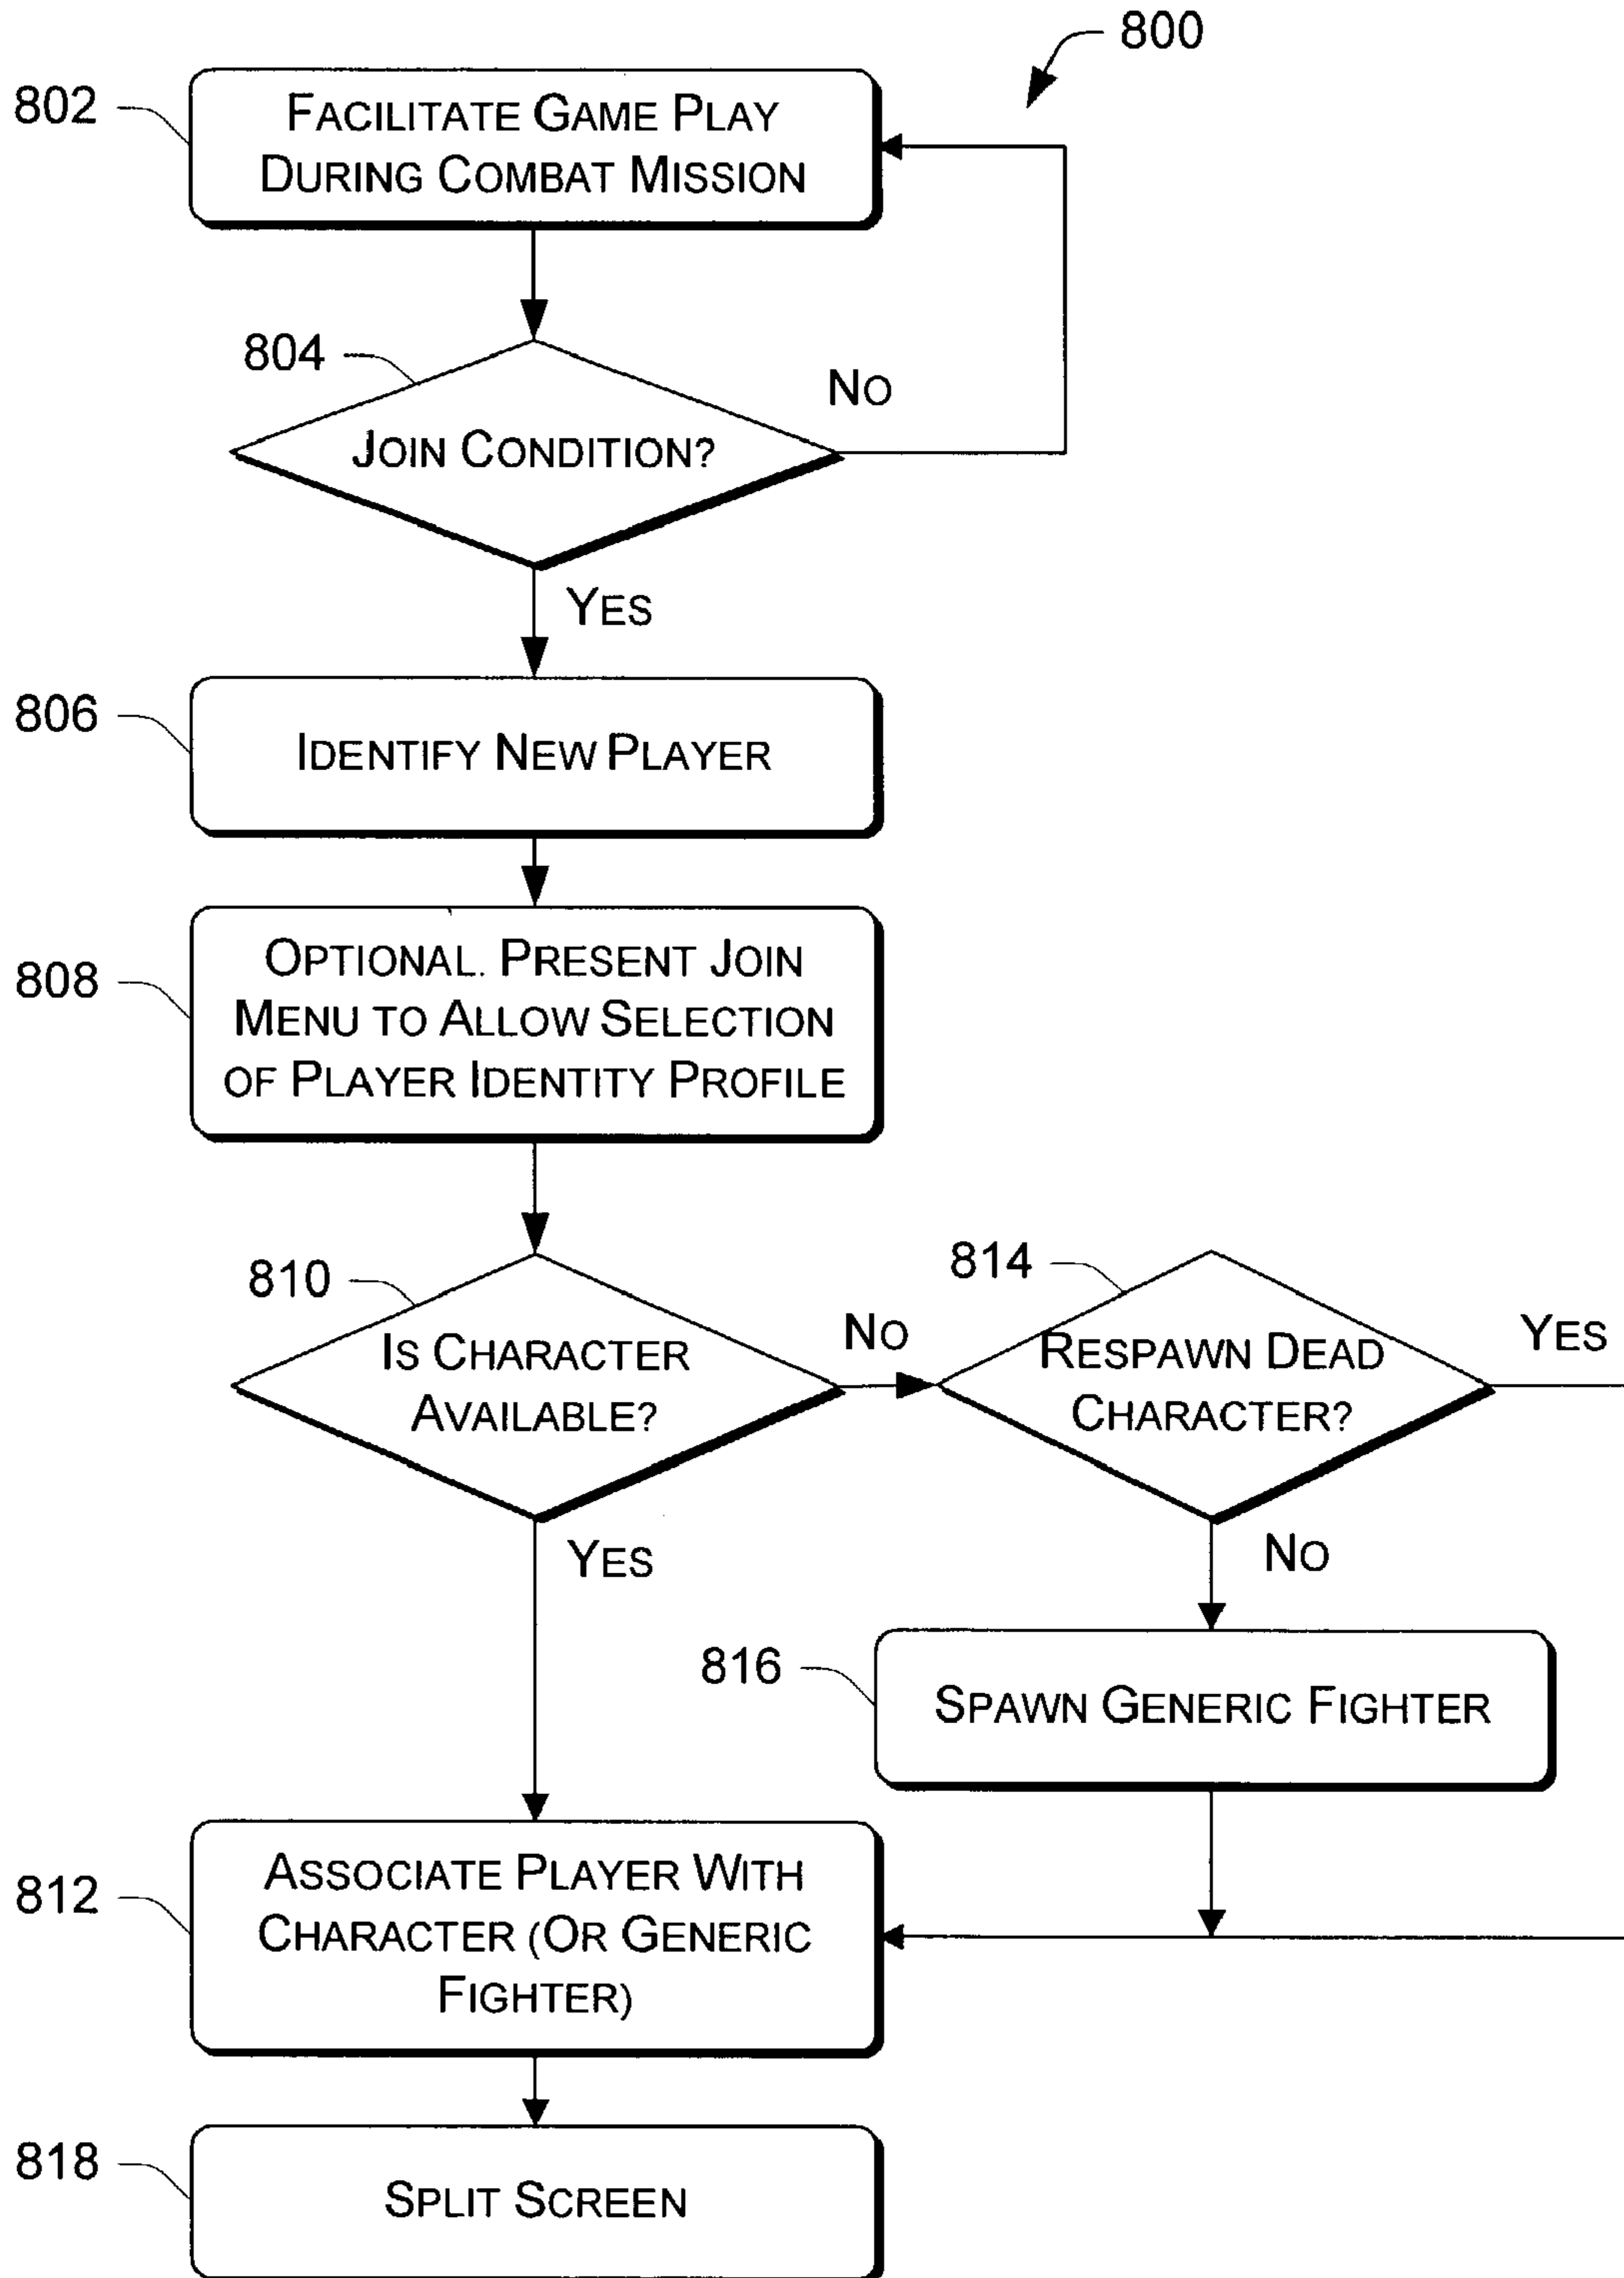 800
802
FACILITATE GAME PLAY
DURING COMBAT MISSION
804
NO
JOIN CONDITION?
YES
806
IDENTIFY NEW PLAYER
808
OPTIONAL. PRESENT JOIN
MENU TO ALLOW SELECTION
OF PLAYER IDENTITY PROFILE
810
IS CHARACTER
AVAILABLE?
NO
YES
814
RESPAWN DEAD
CHARACTER?
YES
NO
816
SPAWN GENERIC FIGHTER
812
ASSOCIATE PLAYER WITH
CHARACTER (OR GENERIC
FIGHTER)
818
SPLIT SCREEN